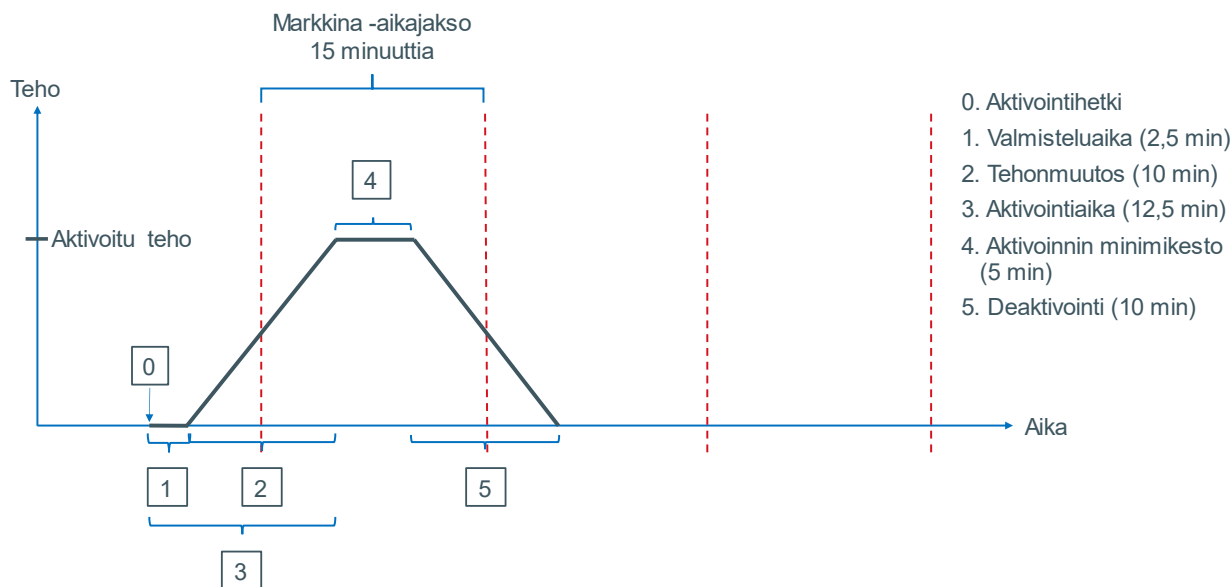 Markkina -aikajakso
15 minuuttia
Teho
0. Aktivointihetki
1. Valmisteluaika (2,5 min)
2. Tehonmuutos (10 min)
3. Aktivointiaika (12,5 min)
4. Aktivoinnin minimikesto
(5 min)
5. Deaktivointi (10 min)
4
Aktivoitu teho
0
Aika
1
2
5
3